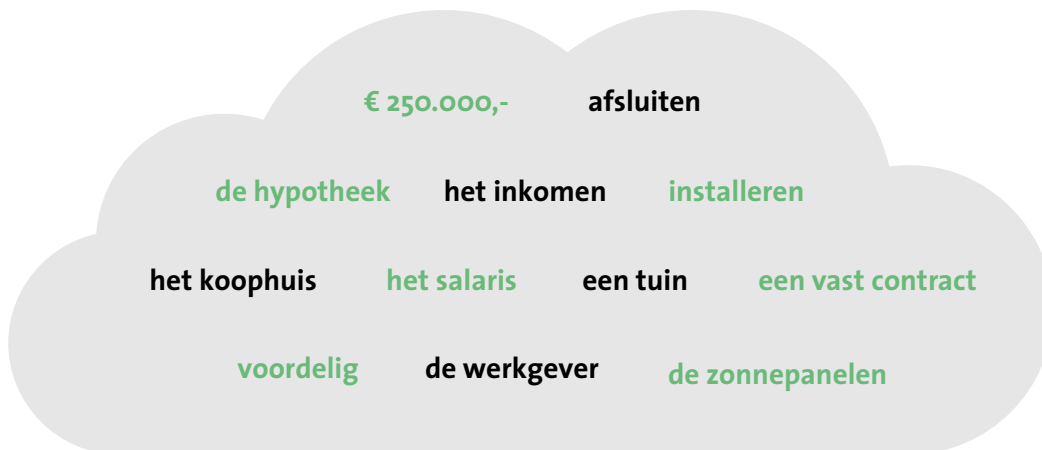 € 250.000,- afsluiten
de hypotheek het inkomen installeren
het koophuis het salaris een tuin een vast contract
voordelig de werkgever de zonnepanelen